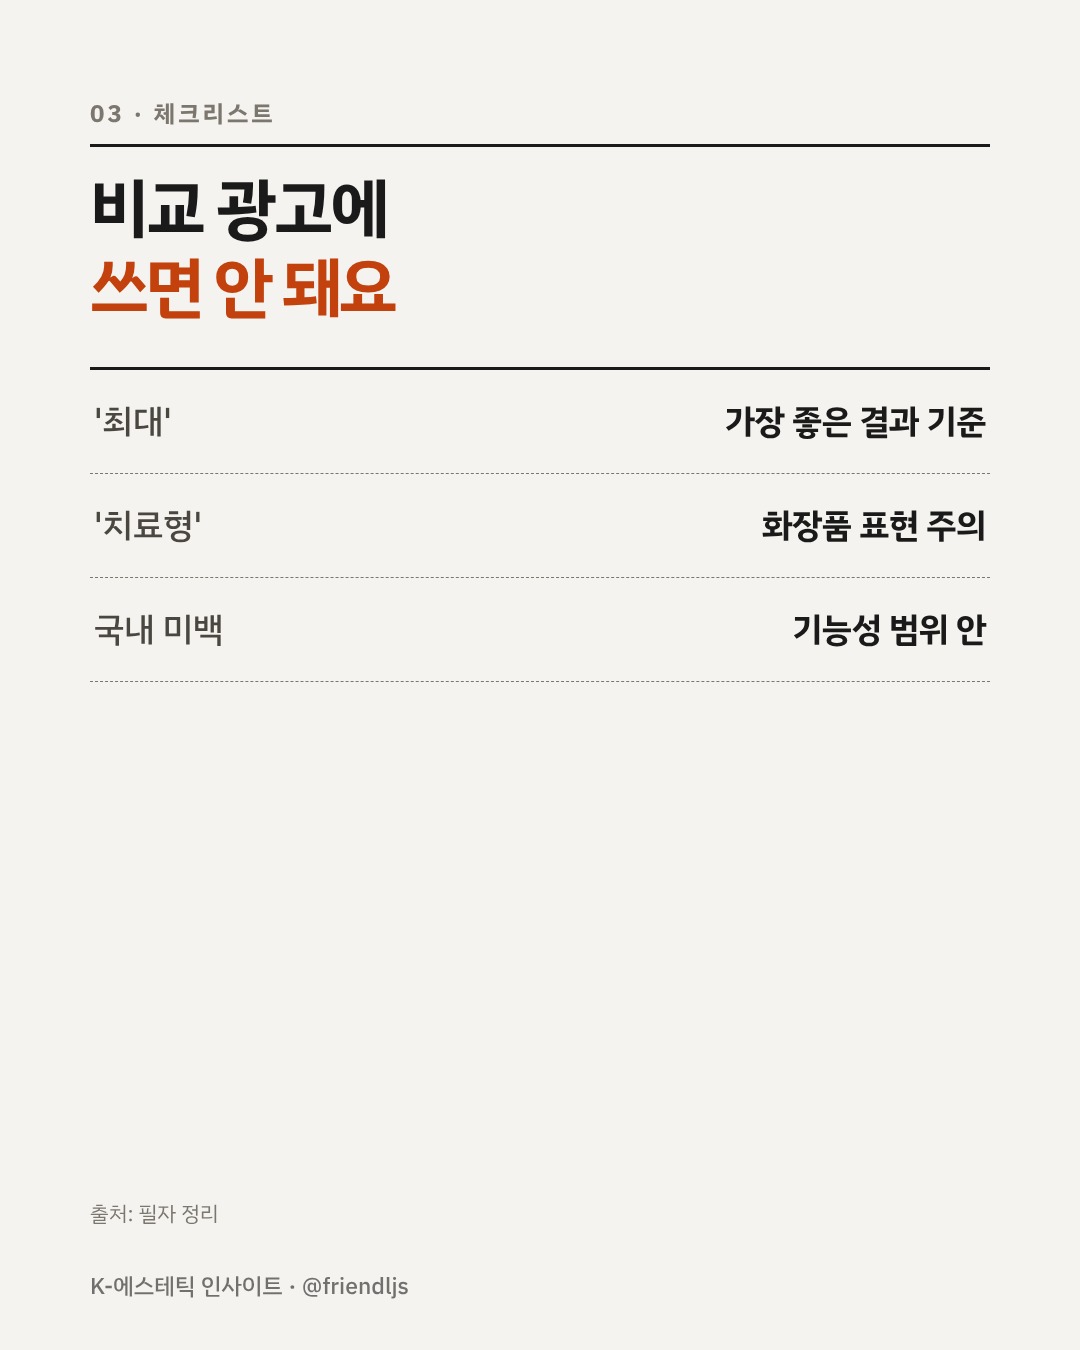 03 · 체크리스트
비교 광고에
쓰면 안 돼요
'최대' 가장 좋은 결과 기준
'치료형' 화장품 표현 주의
국내 미백 기능성 범위 안
출처: 필자 정리
K-에스테틱 인사이트 · @friendljs